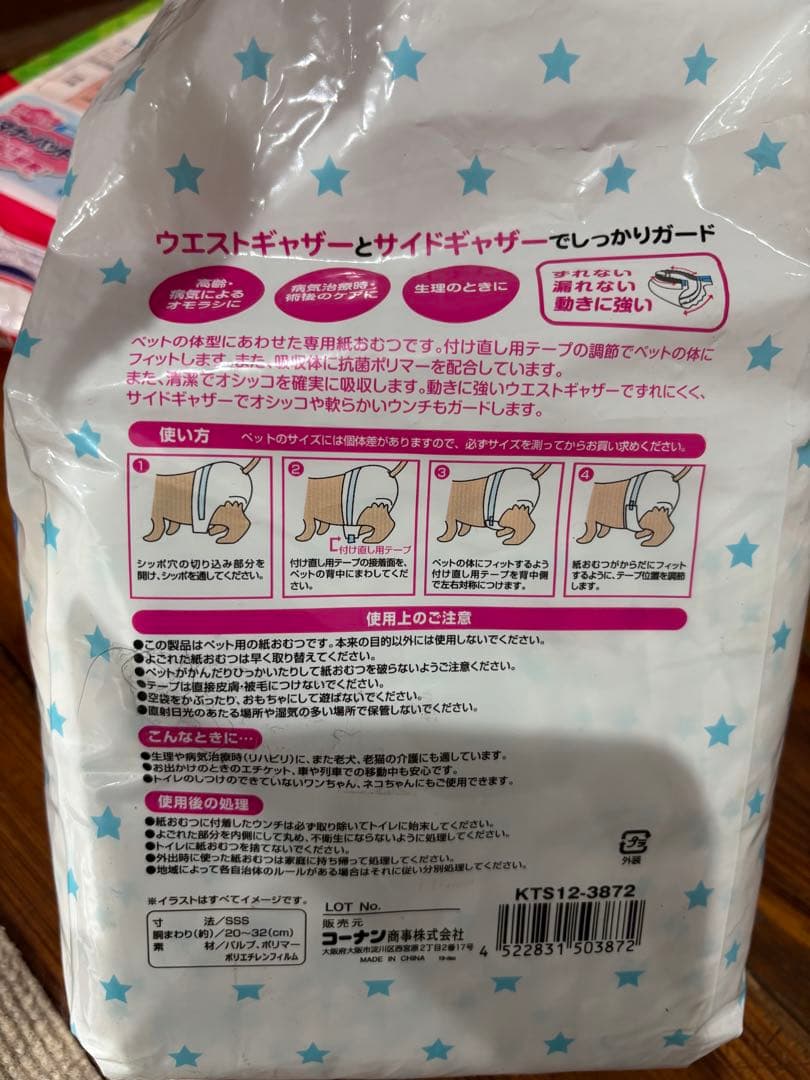 ウエストギャザーとサイドギャザーでしっかりガード
高齢・
病気による
オモラシに
病気治療時・
術後のケアに
生理のときに
ずれない
漏れない
動きに強い
ペットの体型にあわせた専用紙おむつです。付け直し用テープの調節でペットの体に
フィットします。また、吸収体に抗菌ポリマーを配合しています。
また、清潔でオシッコを確実に吸収します。動きに強いウエストギャザーでずれにくく、
サイドギャザーでオシッコや軟らかいウンチもガードします。
使い方 ペットのサイズには個体差がありますので、必ずサイズを測ってからお買い求めください。
1
シッポ穴の切り込み部分を
開け、シッポを通してください。
2
付け直し用テープ
付け直し用テープの接着面を、
ペットの背中にまわしてくだ
さい。
3
ペットの体にフィットするよう
付け直し用テープを背中側
で左右対称につけます。
4
紙おむつがからだにフィット
するように、テープ位置を調節
します。
使用上のご注意
●この製品はペット用の紙おむつです。本来の目的以外には使用しないでください。
●よごれた紙おむつは早く取り替えてください。
●ペットがかんだりひっかいたりして紙おむつを破らないようご注意ください。
●テープは直接皮膚・被毛につけないでください。
●空袋をかぶったり、おもちゃにして遊ばないでください。
●直射日光のあたる場所や湿気の多い場所で保管しないでください。
こんなときに…
●生理や病気治療時(リハビリ)に、また老犬、老猫の介護にも適しています。
●お出かけのときのエチケット、車や列車での移動中も安心です。
●トイレのしつけのできていないワンちゃん、ネコちゃんにもご使用できます。
使用後の処理
●紙おむつに付着したウンチは必ず取り除いてトイレに始末してください。
●よごれた部分を内側にして丸め、不衛生にならないように処理してください。
●トイレに紙おむつを捨てないでください。
●外出時に使った紙おむつは家庭に持ち帰って処理してください。
●地域によって各自治体のルールがある場合はそれに従い分別処理してください。
プラ
外装
※イラストはすべてイメージです。
寸 法/SSS
胴まわり(約)/20~32(cm)
素 材/パルプ、ポリマー
ポリエチレンフィルム
LOT No.
販売元
コーナン商事株式会社
大阪府大阪市淀川区西宮原2丁目2番17号
MADE IN CHINA
KTS12-3872
4 522831 503872